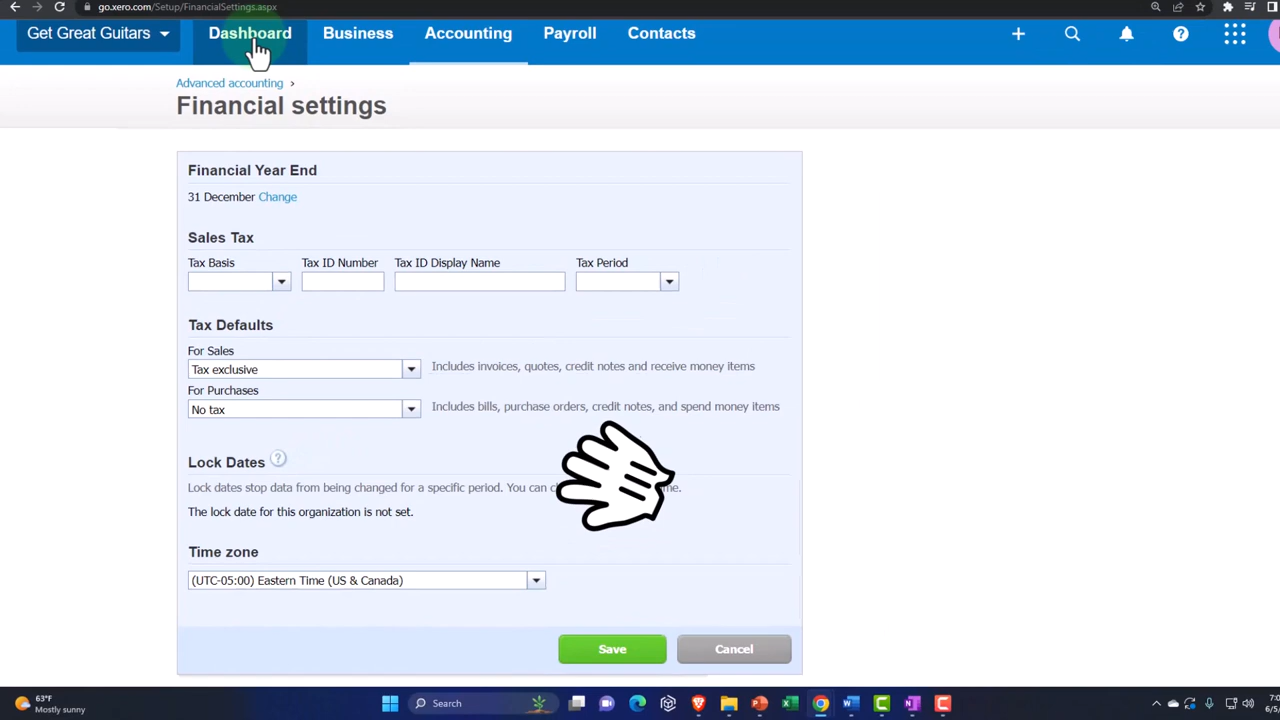 go.xero.com/Setup/FinancialSettings.aspx
Get Great Guitars Dashboard Business Accounting Payroll Contacts
Advanced accounting ›
Financial settings
Financial Year End
31 December Change
Sales Tax
Tax Basis Tax ID Number Tax ID Display Name Tax Period
Tax Defaults
For Sales
Tax exclusive Includes invoices, quotes, credit notes and receive money items
For Purchases
No tax Includes bills, purchase orders, credit notes, and spend money items
Lock Dates ?
Lock dates stop data from being changed for a specific period. You can
The lock date for this organization is not set.
Time zone
(UTC-05:00) Eastern Time (US & Canada)
Save Cancel
63°F
Mostly sunny
Search